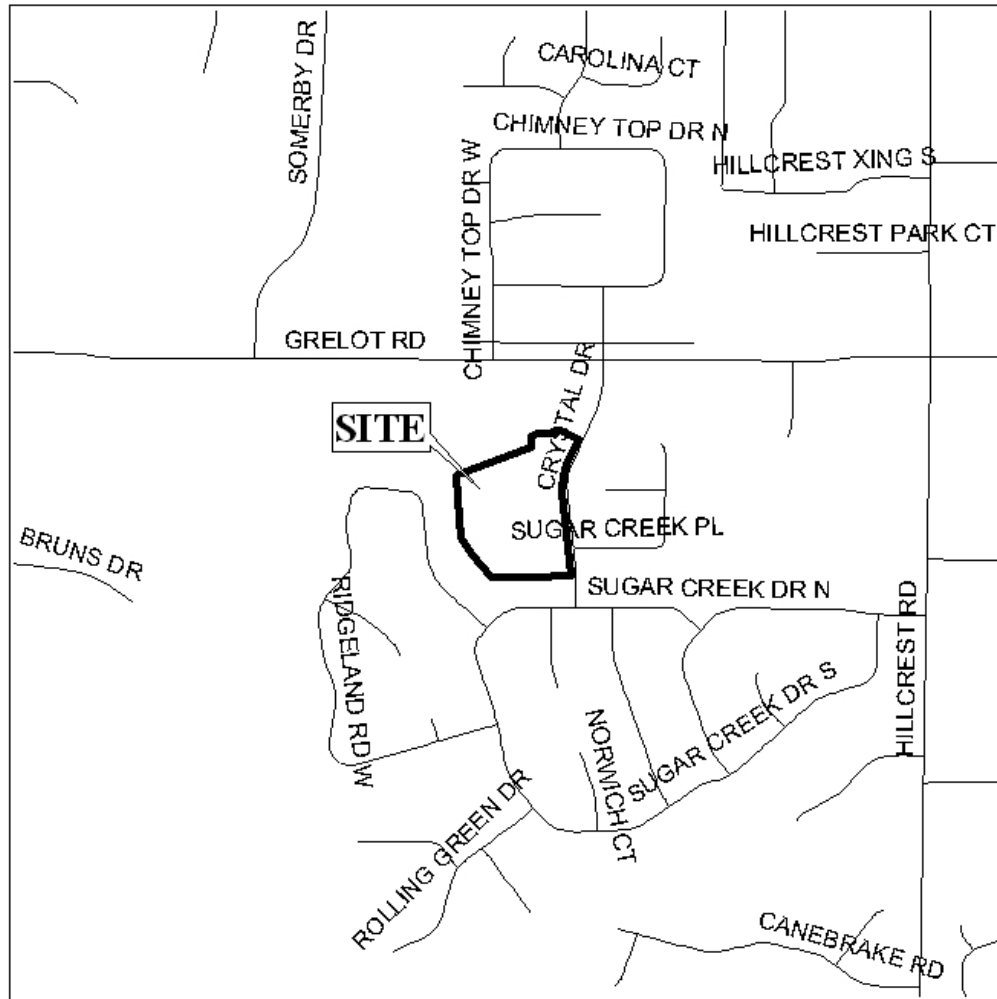 SOMERBY DR
CAROLINA CT
CHIMNEY TOP DR N
HILLCREST XING S
CHIMNEY TOP DR W
HILLCREST PARK CT
GRELOT RD
CRYSTAL DR
SITE
SUGAR CREEK PL
BRUNS DR
SUGAR CREEK DR N
RIDGELAND RD W
HILLCREST RD
SUGAR CREEK DR S
NORWICH CT
ROLLING GREEN DR
CANEBRAKE RD